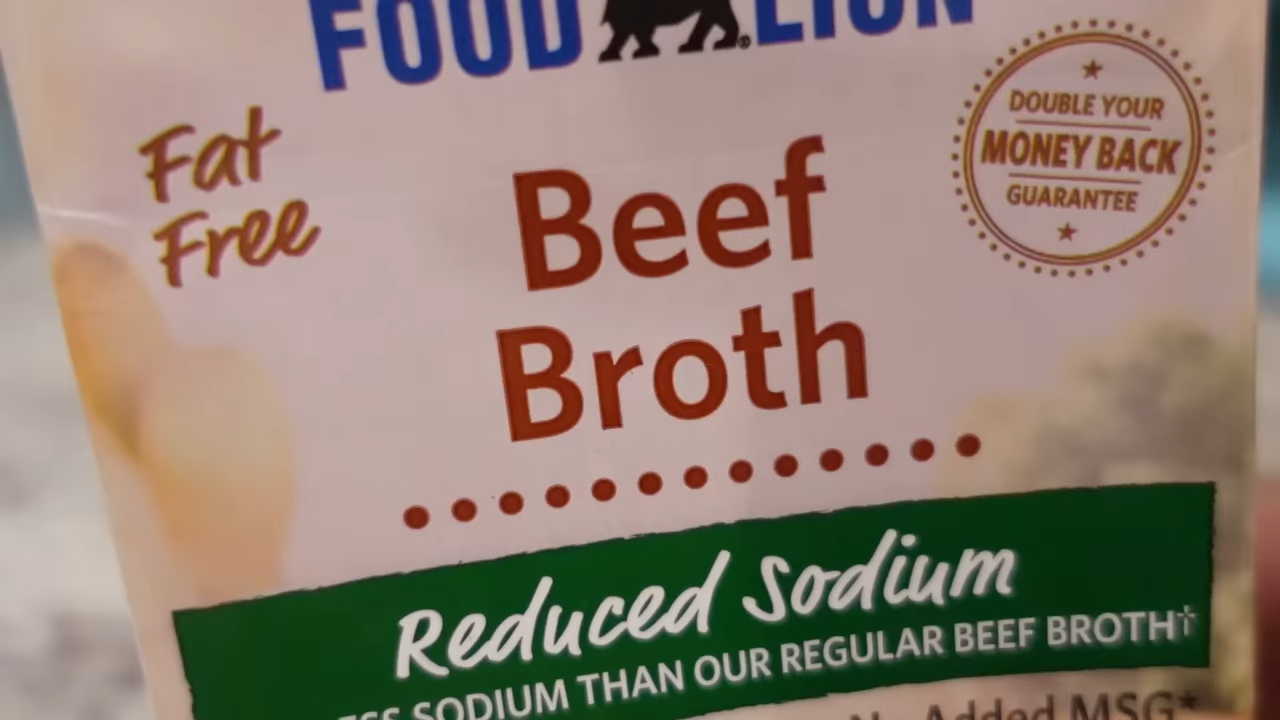 FOOD LION
Fat
Free
DOUBLE YOUR
MONEY BACK
GUARANTEE
Beef
Broth
Reduced Sodium
SODIUM THAN OUR REGULAR BEEF BROTH†
No Added MSG*